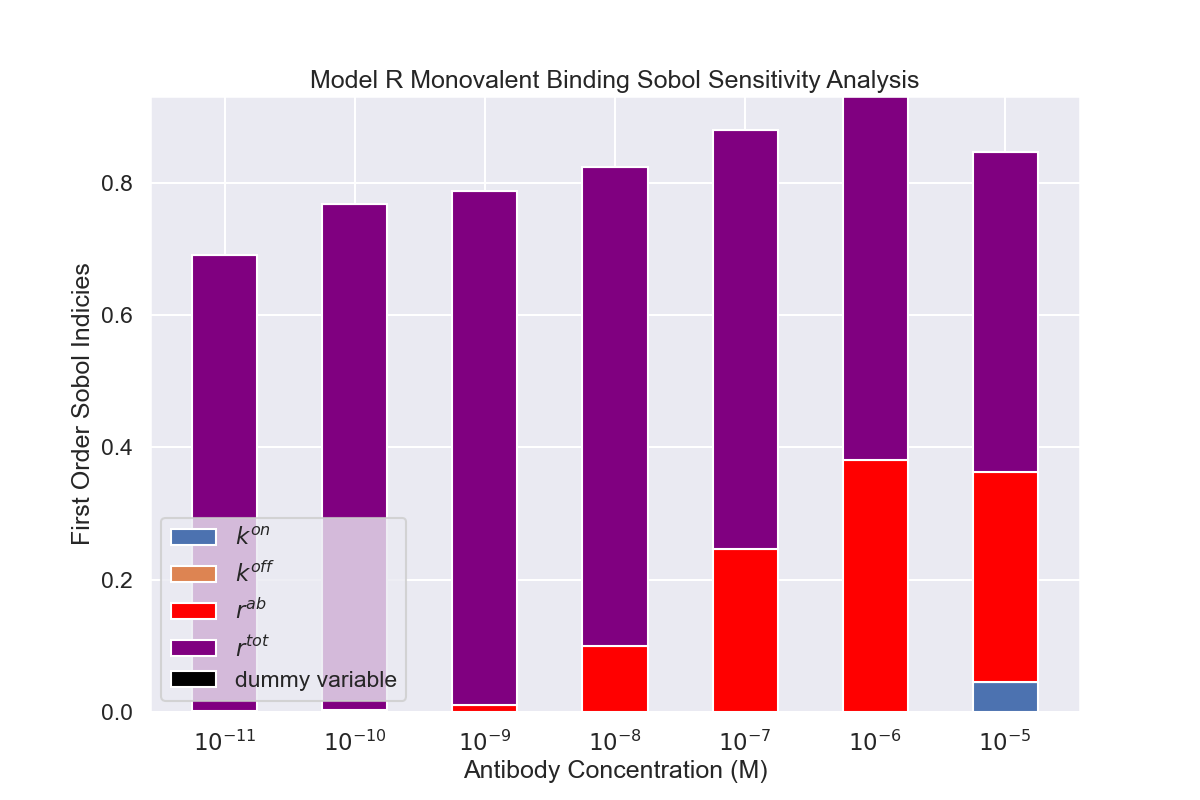 Model R Monovalent Binding Sobol Sensitivity Analysis
First Order Sobol Indicies
0.8
0.6
0.4
0.2
0.0
k^{on}
k^{off}
r^{ab}
r^{tot}
dummy variable
10^{-11} 10^{-10} 10^{-9} 10^{-8} 10^{-7} 10^{-6} 10^{-5}
Antibody Concentration (M)